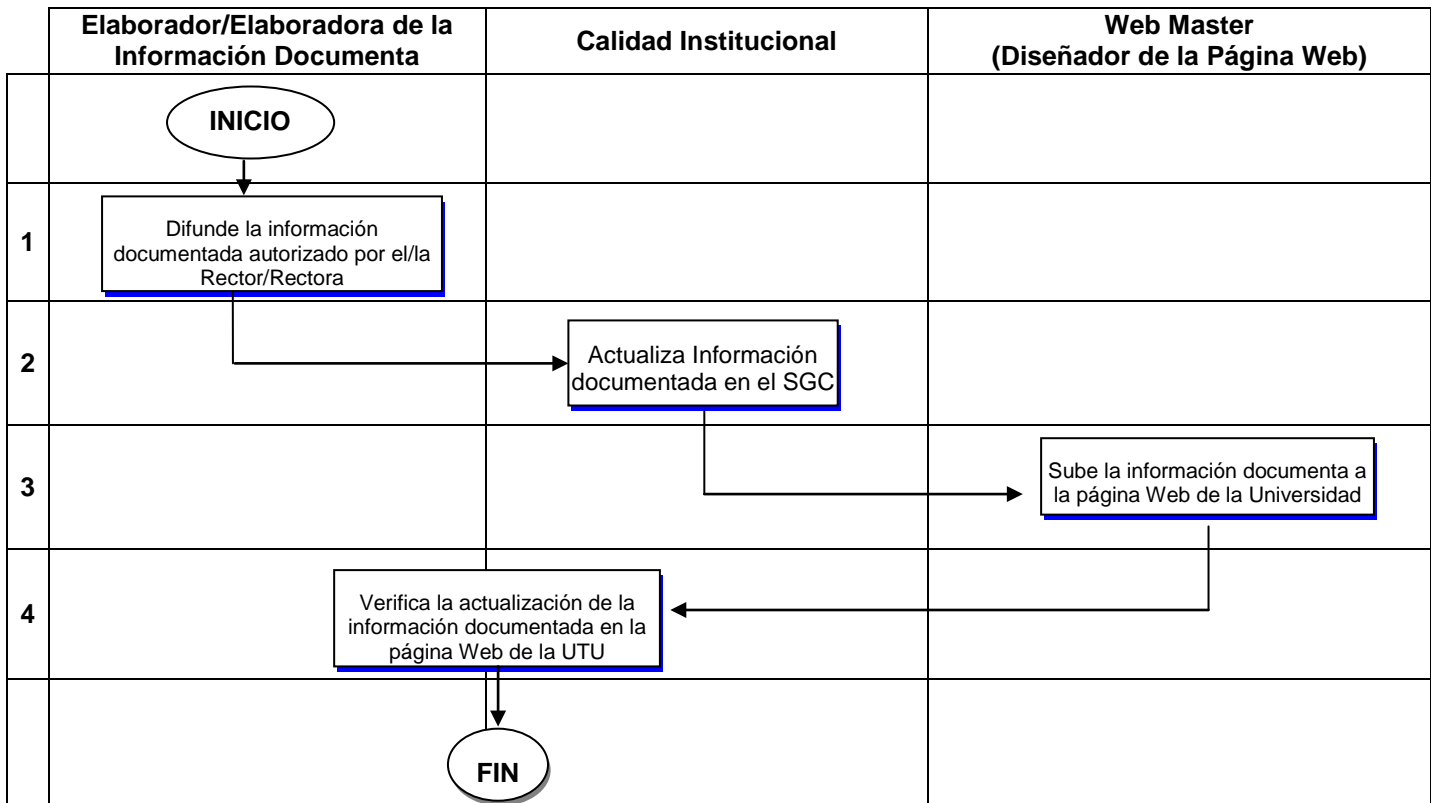 Elaborador/Elaboradora de la
Información Documenta
Calidad Institucional
Web Master
(Diseñador de la Página Web)
INICIO
1
Difunde la información
documentada autorizado por el/la
Rector/Rectora
2
Actualiza Información
documentada en el SGC
3
Sube la información documenta a
la página Web de la Universidad
4
Verifica la actualización de la
información documentada en la
página Web de la UTU
FIN